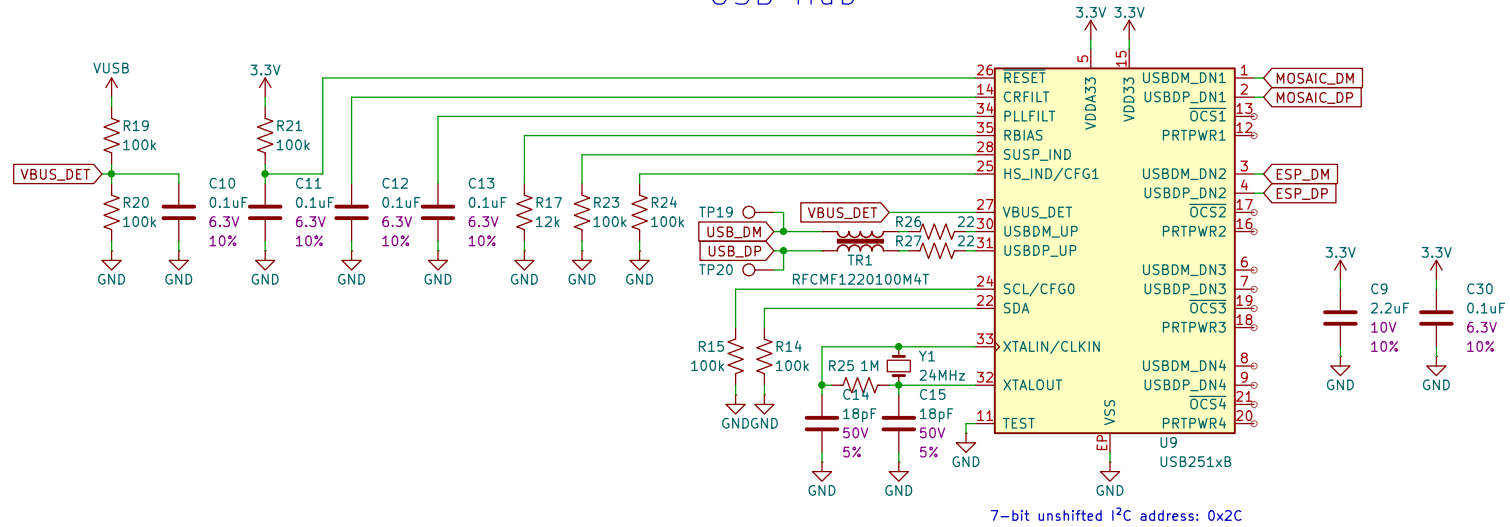 USB Hub
VUSB
R19
100k
VBUS_DET
R20
100k
GND
C10
0.1uF
6.3V
10%
GND
3.3V
R21
100k
C11
0.1uF
6.3V
10%
GND
C12
0.1uF
6.3V
10%
GND
C13
0.1uF
6.3V
10%
GND
R17
12k
GND
R23
100k
GND
R24
100k
GND
TP19
USB_DM
USB_DP
TP20
VBUS_DET
TR1
RFCMF1220100M4T
R26 22
R27 22
R15
100k
GND
R14
100k
GND
R25 1M
Y1
24MHz
C14
18pF
50V
5%
GND
C15
18pF
50V
5%
GND
GND
3.3V
3.3V
5
15
VDDA33
VDD33
26 RESET
14 CRFILT
34 PLLFILT
35 RBIAS
28 SUSP_IND
25 HS_IND/CFG1
27 VBUS_DET
30 USBDM_UP
31 USBDP_UP
24 SCL/CFG0
22 SDA
33 XTALIN/CLKIN
32 XTALOUT
11 TEST
USBDM_DN1 1 MOSAIC_DM
USBDP_DN1 2 MOSAIC_DP
OCS1 13
PRTPWR1 12
USBDM_DN2 3 ESP_DM
USBDP_DN2 4 ESP_DP
OCS2 17
PRTPWR2 16
USBDM_DN3 6
USBDP_DN3 7
OCS3 19
PRTPWR3 18
USBDM_DN4 8
USBDP_DN4 9
OCS4 21
PRTPWR4 20
VSS
EP
GND
U9
USB251xB
7-bit unshifted I²C address: 0x2C
3.3V
C9
2.2uF
10V
10%
GND
3.3V
C30
0.1uF
6.3V
10%
GND